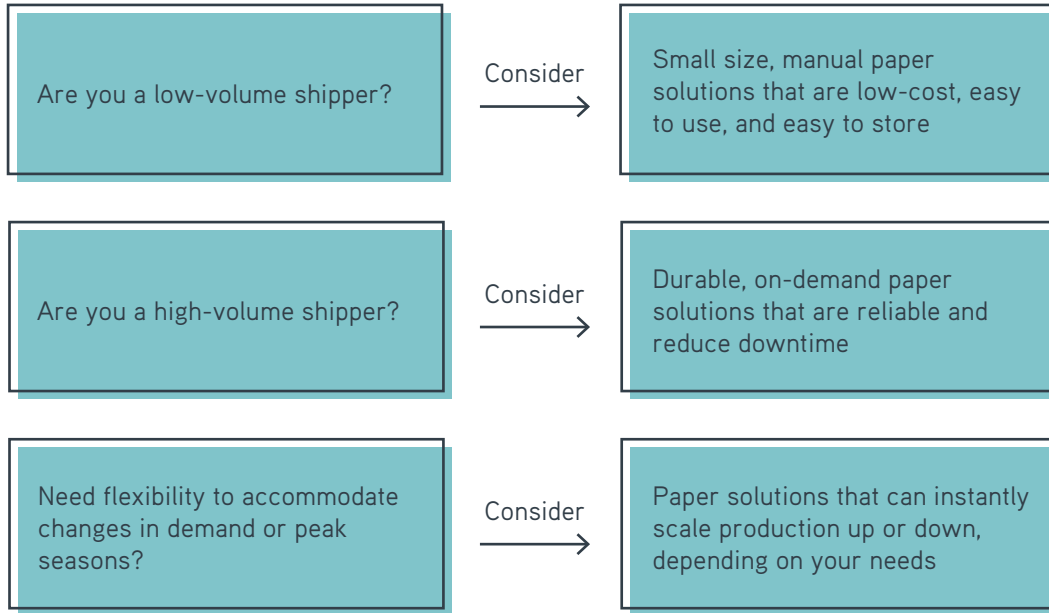 Are you a low-volume shipper?
Consider
Small size, manual paper
solutions that are low-cost, easy
to use, and easy to store
Are you a high-volume shipper?
Consider
Durable, on-demand paper
solutions that are reliable and
reduce downtime
Need flexibility to accommodate
changes in demand or peak
seasons?
Consider
Paper solutions that can instantly
scale production up or down,
depending on your needs